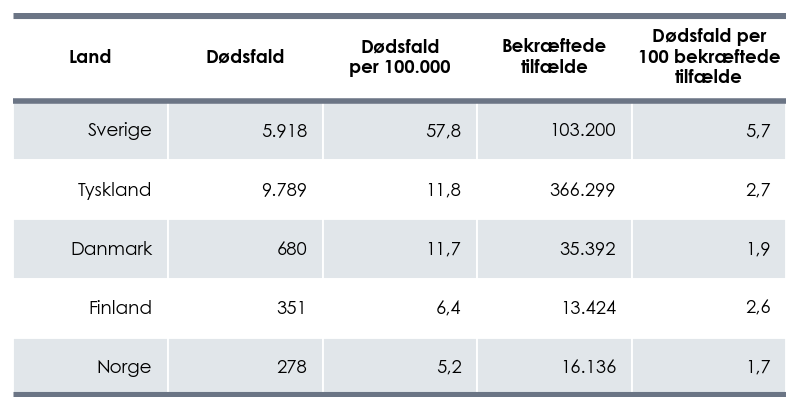 Land Dødsfald Dødsfald per 100.000 Bekræftede tilfælde Dødsfald per 100 bekræftede tilfælde
Sverige 5.918 57,8 103.200 5,7
Tyskland 9.789 11,8 366.299 2,7
Danmark 680 11,7 35.392 1,9
Finland 351 6,4 13.424 2,6
Norge 278 5,2 16.136 1,7